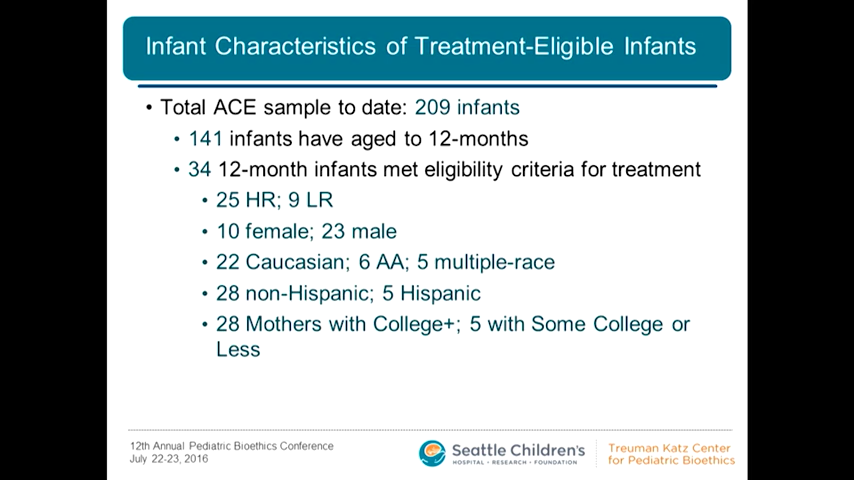 Infant Characteristics of Treatment-Eligible Infants
• Total ACE sample to date: 209 infants
• 141 infants have aged to 12-months
• 34 12-month infants met eligibility criteria for treatment
• 25 HR; 9 LR
• 10 female; 23 male
• 22 Caucasian; 6 AA; 5 multiple-race
• 28 non-Hispanic; 5 Hispanic
• 28 Mothers with College+; 5 with Some College or
Less
12th Annual Pediatric Bioethics Conference
July 22-23, 2016
Seattle Children's
HOSPITAL • RESEARCH • FOUNDATION
Treuman Katz Center
for Pediatric Bioethics